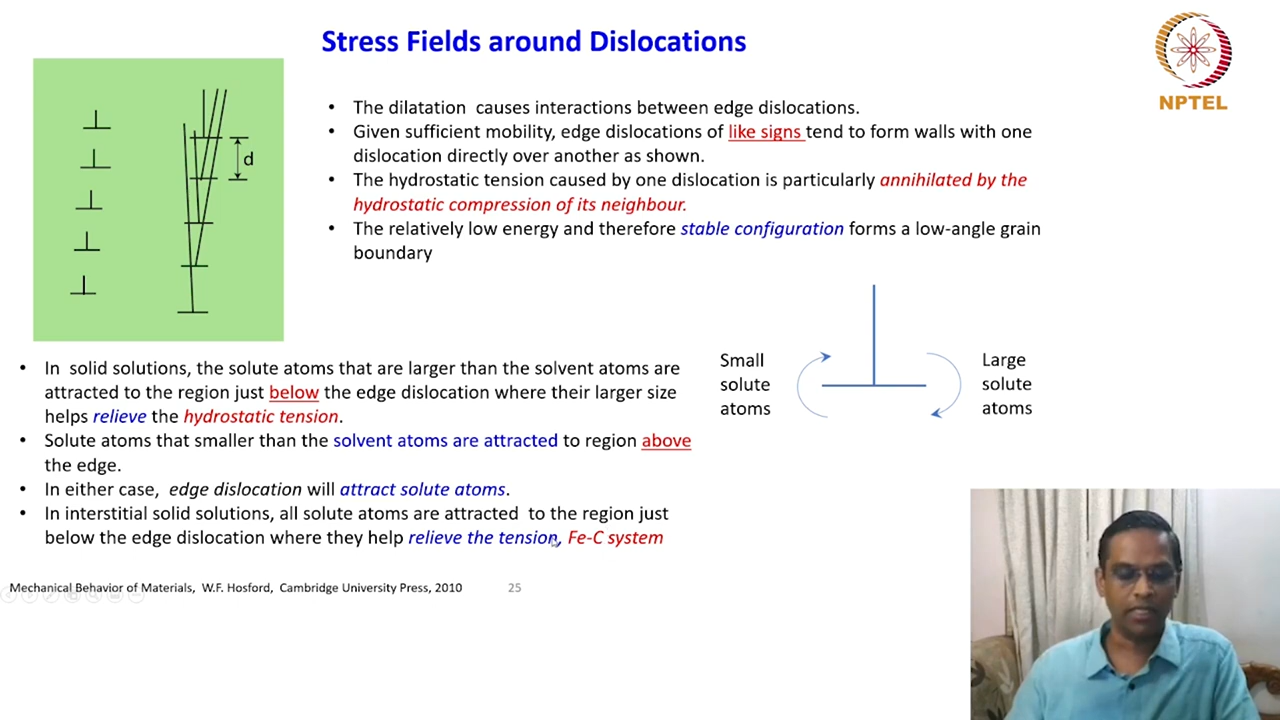 Stress Fields around Dislocations
NPTEL
d
• The dilatation causes interactions between edge dislocations.
• Given sufficient mobility, edge dislocations of like signs tend to form walls with one
dislocation directly over another as shown.
• The hydrostatic tension caused by one dislocation is particularly annihilated by the
hydrostatic compression of its neighbour.
• The relatively low energy and therefore stable configuration forms a low-angle grain
boundary
• In solid solutions, the solute atoms that are larger than the solvent atoms are
attracted to the region just below the edge dislocation where their larger size
helps relieve the hydrostatic tension.
• Solute atoms that smaller than the solvent atoms are attracted to region above
the edge.
• In either case, edge dislocation will attract solute atoms.
• In interstitial solid solutions, all solute atoms are attracted to the region just
below the edge dislocation where they help relieve the tension, Fe-C system
Small
solute
atoms
Large
solute
atoms
Mechanical Behavior of Materials, W.F. Hosford, Cambridge University Press, 2010
25